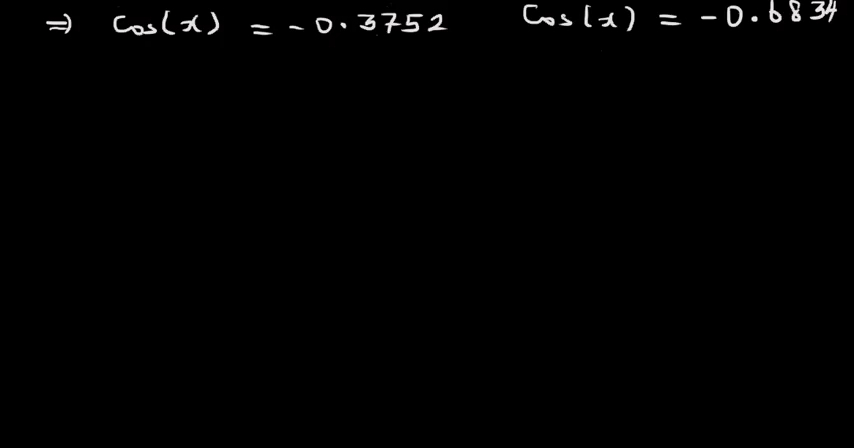 ⇒ Cos(x) = -0.3752 Cos(x) = -0.6834